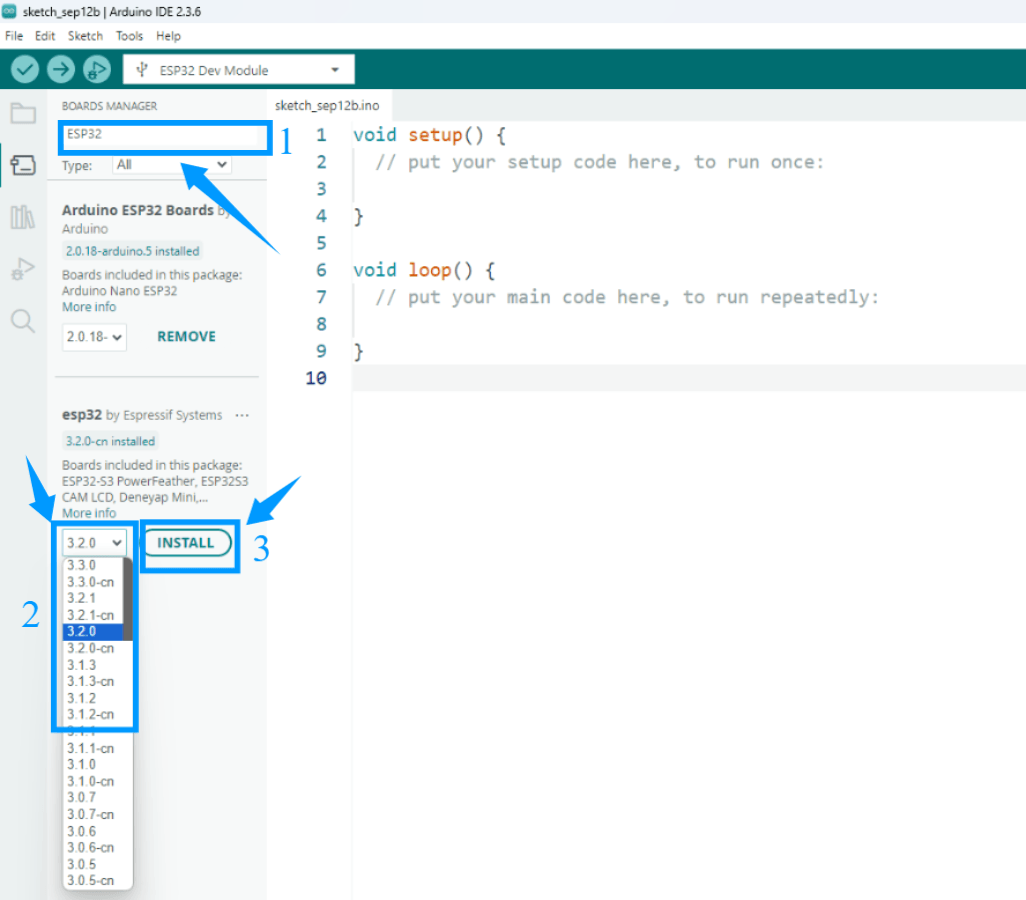 sketch_sep12b | Arduino IDE 2.3.6
File Edit Sketch Tools Help
ESP32 Dev Module
BOARDS MANAGER
ESP32
1
Type: All
Arduino ESP32 Boards by
Arduino
2.0.18-arduino.5 installed
Boards included in this package:
Arduino Nano ESP32
More info
2.0.18-
REMOVE
esp32 by Espressif Systems ...
3.2.0-cn installed
Boards included in this package:
ESP32-S3 PowerFeather, ESP32S3
CAM LCD, Deneyap Mini,...
More info
3.2.0
INSTALL
3
2
3.3.0
3.3.0-cn
3.2.1
3.2.1-cn
3.2.0
3.2.0-cn
3.1.3
3.1.3-cn
3.1.2
3.1.2-cn
3.1.1
3.1.1-cn
3.1.0
3.1.0-cn
3.0.7
3.0.7-cn
3.0.6
3.0.6-cn
3.0.5
3.0.5-cn
sketch_sep12b.ino
1 void setup() {
2 // put your setup code here, to run once:
3
4 }
5
6 void loop() {
7 // put your main code here, to run repeatedly:
8
9 }
10